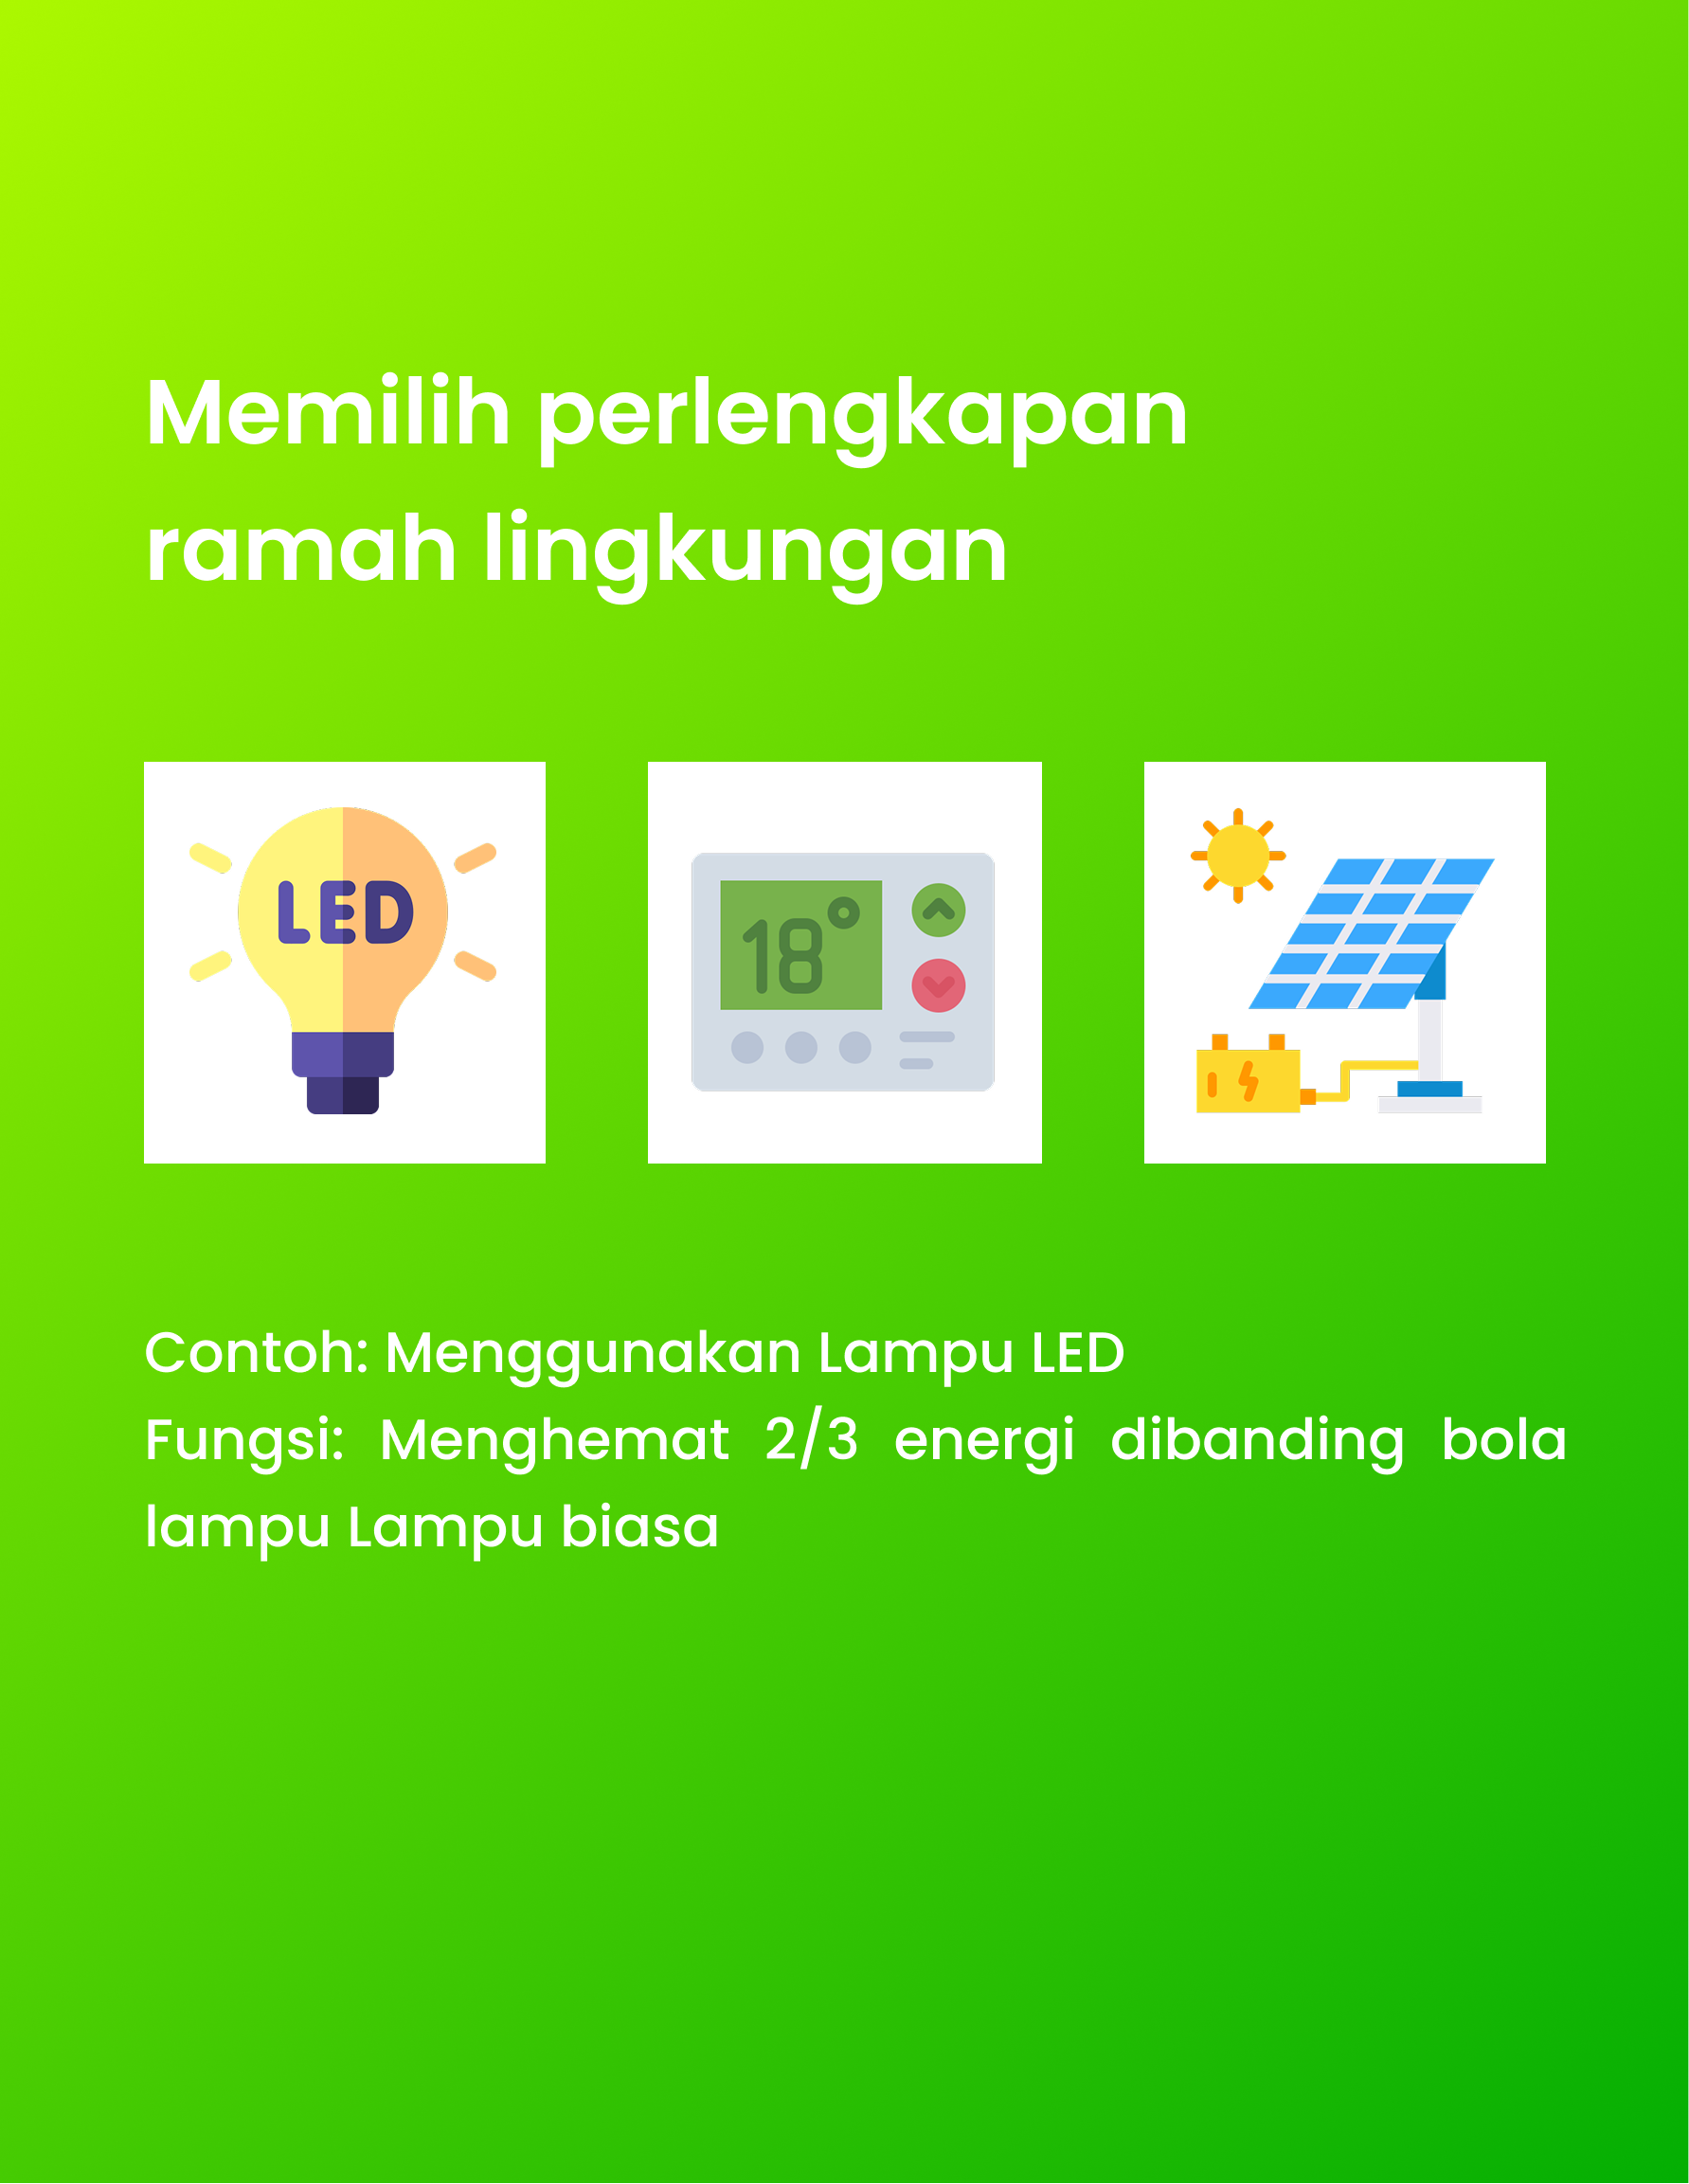 Memilih perlengkapan
ramah lingkungan
LED
18°
Contoh: Menggunakan Lampu LED
Fungsi: Menghemat 2/3 energi dibanding bola
lampu Lampu biasa